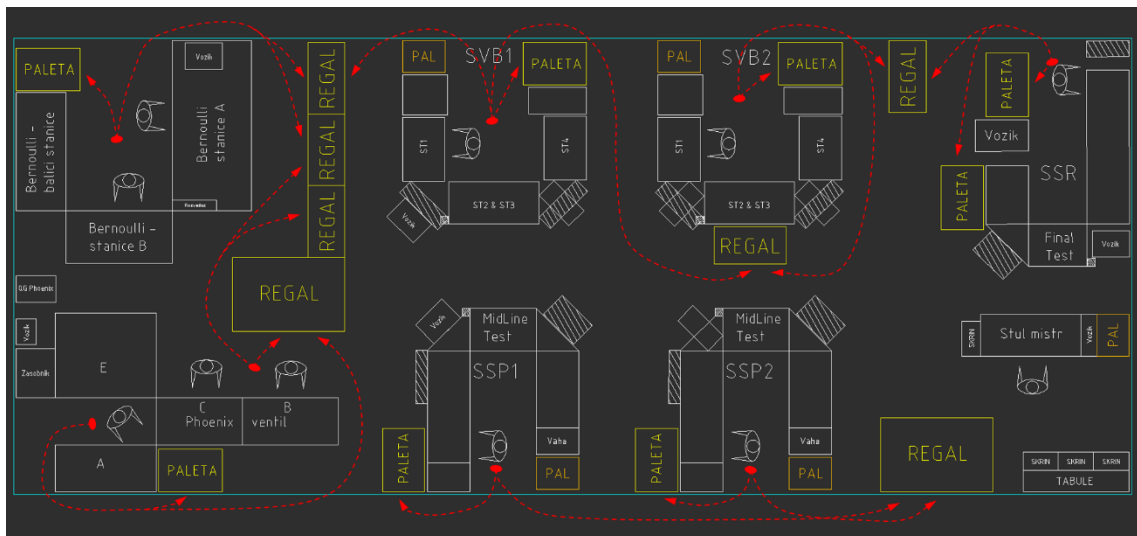 PALETA
Vozik
Bernoulli -
balici stanice
Bernoulli
stanice A
Bernoulli -
stanice B
REGAL
REGAL
REGAL
REGAL
PAL
SVB1
PALETA
ST1
ST4
ST2 & ST3
Vozik
PAL
SVB2
PALETA
ST1
ST4
ST2 & ST3
REGAL
REGAL
PALETA
Vozik
PALETA
SSR
Final
Test
Vozik
QG Phoenix
Vozik
Zasobnik
E
C
Phoenix
B
ventil
A
PALETA
Vozik
MidLine
Test
SSP1
PALETA
Vaha
PAL
MidLine
Test
SSP2
PALETA
Vaha
PAL
SKRIN
Stul mistr
Vozik
PAL
REGAL
SKRIN
SKRIN
SKRIN
TABULE